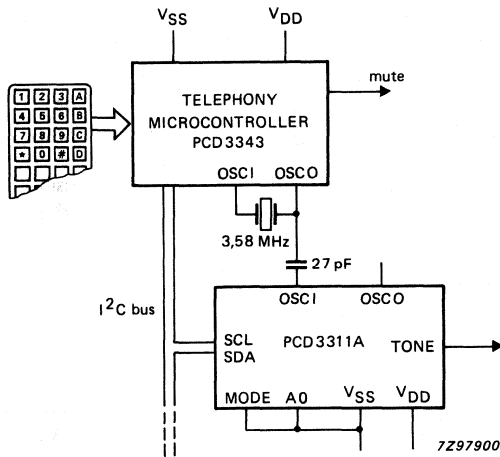 VSS
VDD
1 2 3 A
4 5 6 B
7 8 9 C
* 0 # D
TELEPHONY
MICROCONTROLLER
PCD3343
mute
OSCI OSCO
3,58 MHz
27 pF
I²C bus
OSCI OSCO
SCL
SDA
PCD3311A
TONE
MODE A0 VSS VDD
7Z97900